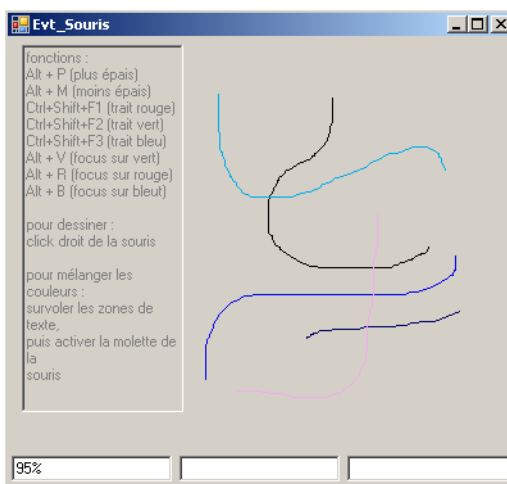 Evt_Souris
fonctions :
Alt + P (plus épais)
Alt + M (moins épais)
Ctrl+Shift+F1 (trait rouge)
Ctrl+Shift+F2 (trait vert)
Ctrl+Shift+F3 (trait bleu)
Alt + V (focus sur vert)
Alt + R (focus sur rouge)
Alt + B (focus sur bleut)
pour dessiner :
click droit de la souris
pour mélanger les
couleurs :
survoler les zones de
texte,
puis activer la molette de
la
souris
95%